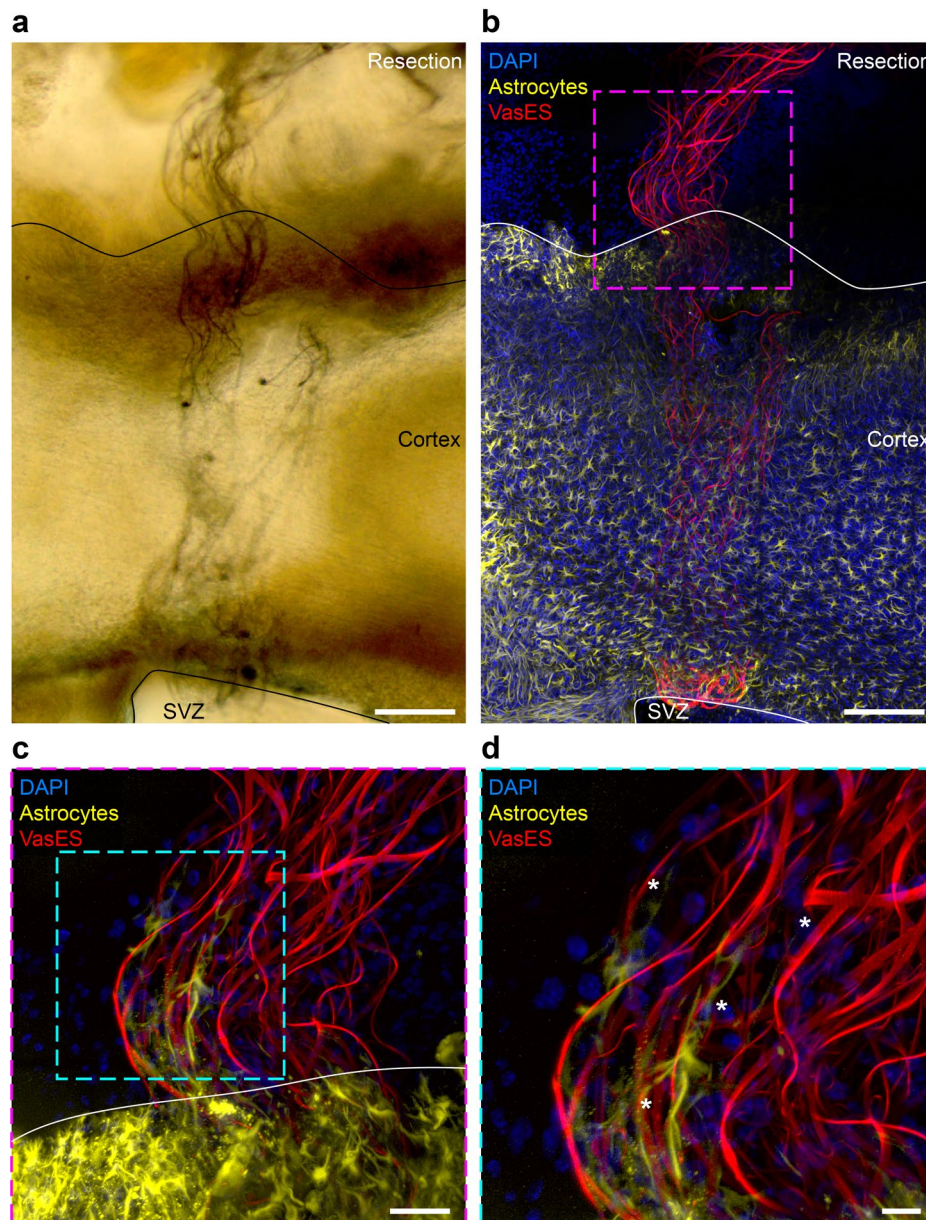 a
Resection
Cortex
SVZ
b
DAPI
Astrocytes
VasES
Resection
Cortex
SVZ
c
DAPI
Astrocytes
VasES
d
DAPI
Astrocytes
VasES
*
*
*
*